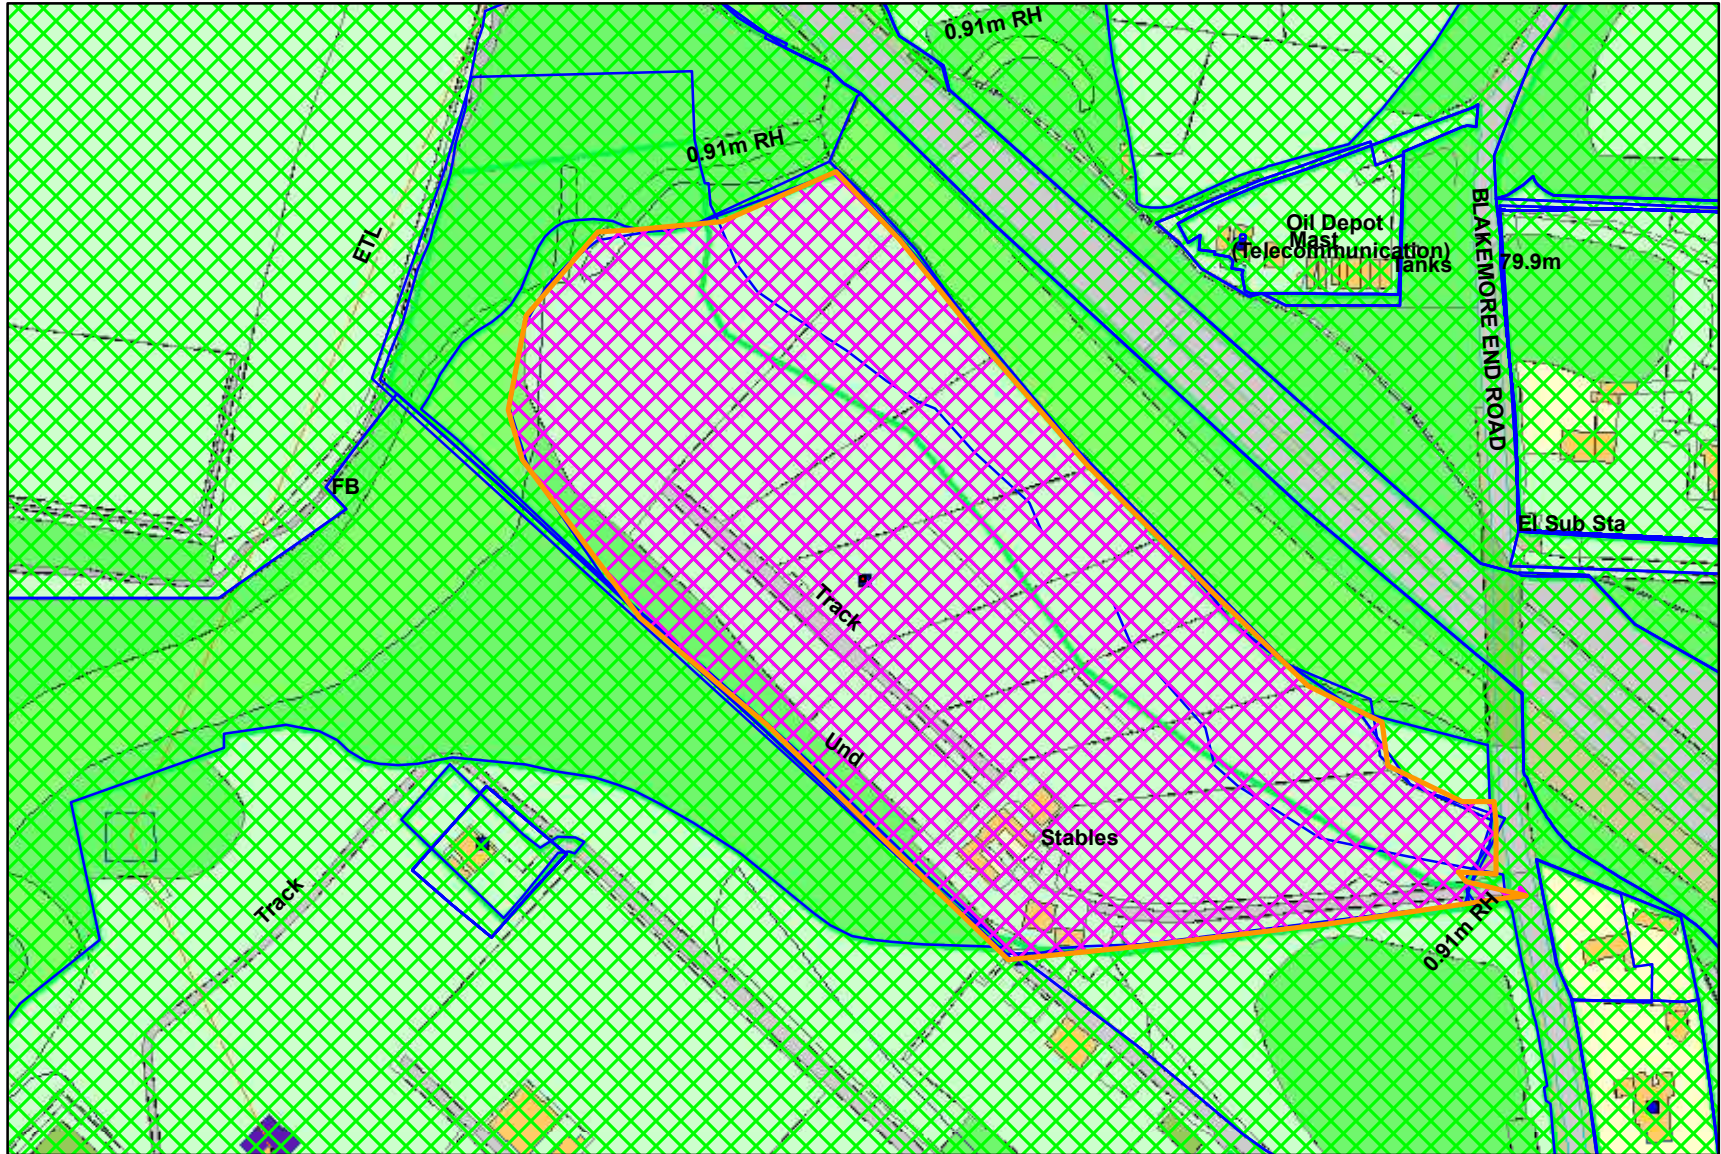 0.91m RH
0.91m RH
ETL
Oil Depot
Mast
(Telecommunication)
Tanks
BLAKEMORE END ROAD
79.9m
FB
El Sub Sta
Track
Und
Stables
Track
0.91m RH